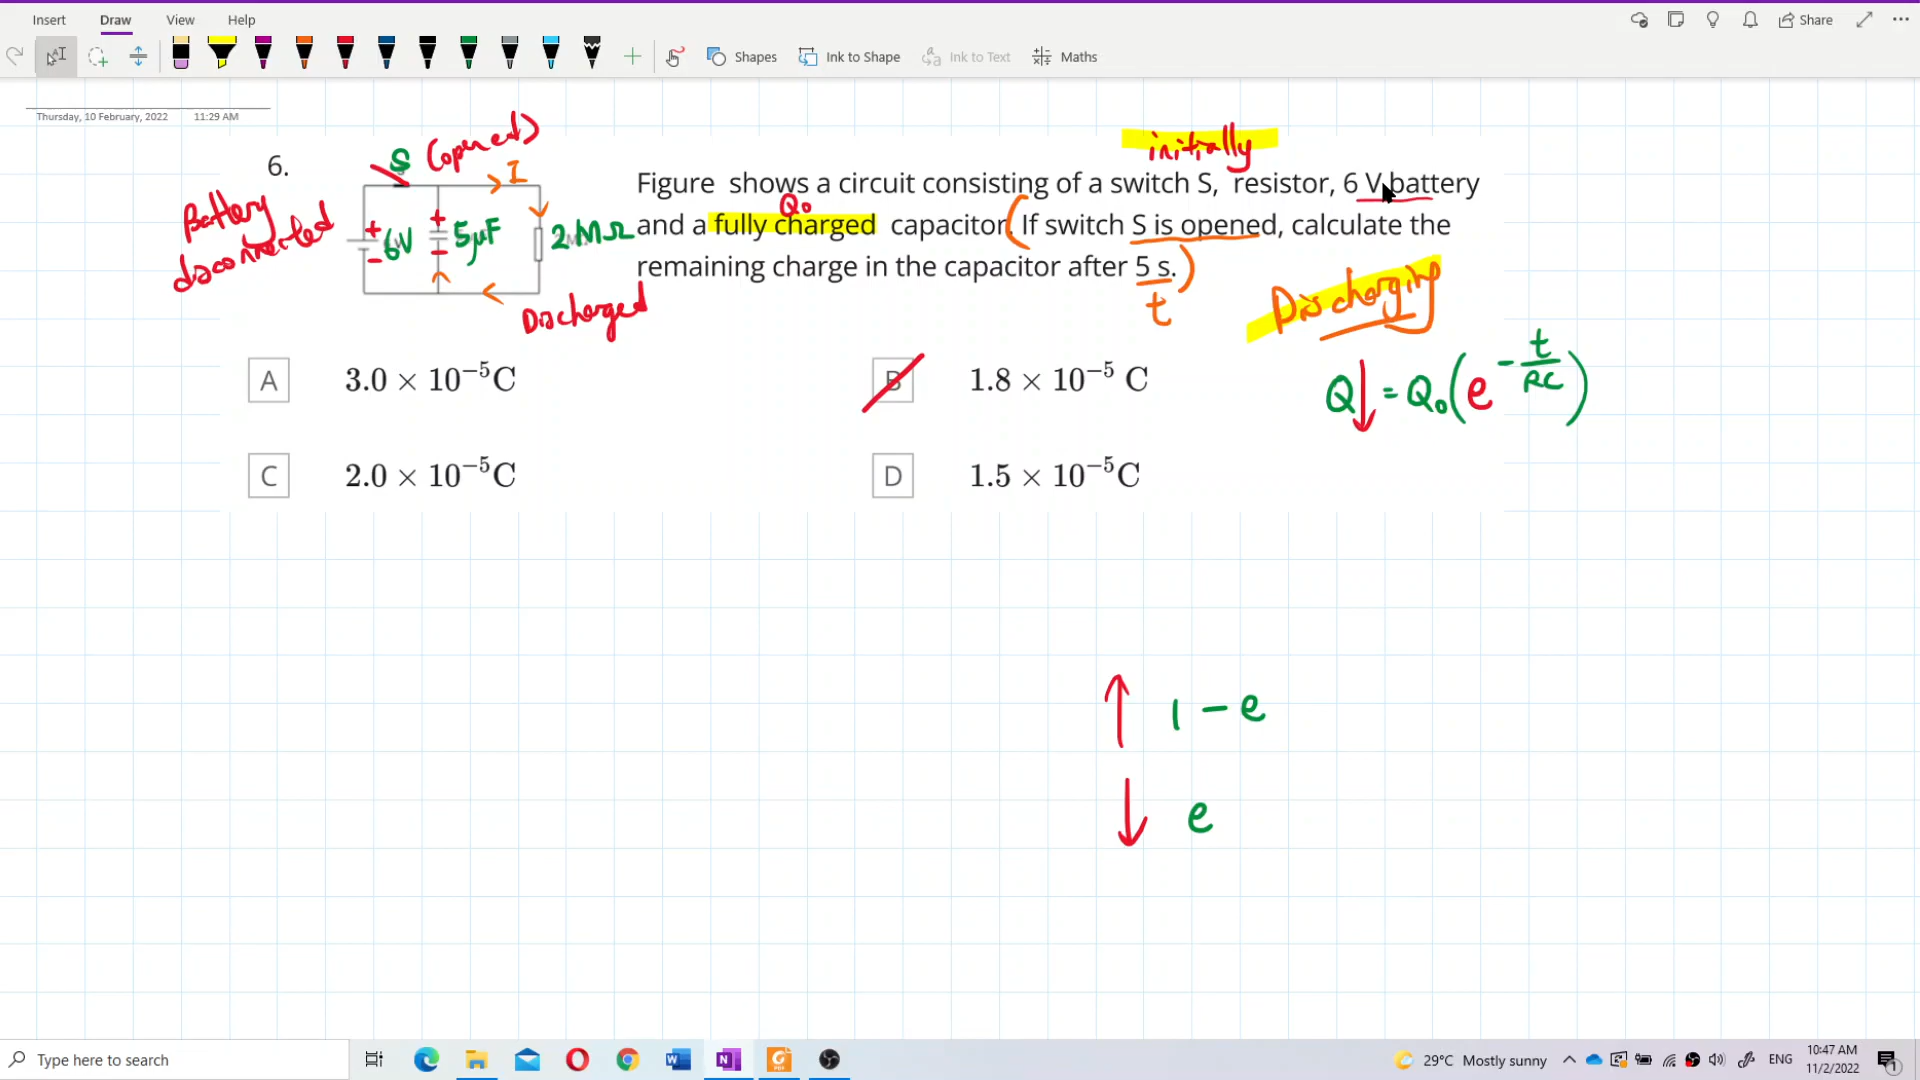 Insert Draw View Help
Share
Shapes Ink to Shape Ink to Text Maths
Thursday, 10 February, 2022 11:29 AM
6.
S (opened)
I
Battery
disconnected
+ 6V -
+ 5μF -
2MΩ
Discharged
initially
Figure shows a circuit consisting of a switch S, resistor, 6 V battery
Q₀
and a fully charged capacitor. (If switch S is opened, calculate the
remaining charge in the capacitor after 5 s.)
t
Discharging
A 3.0 × 10⁻⁵C
B 1.8 × 10⁻⁵ C
Q↓ = Q₀(e^(-t/RC))
C 2.0 × 10⁻⁵C
D 1.5 × 10⁻⁵C
↑ 1 - e
↓ e
Type here to search
29°C Mostly sunny
ENG
10:47 AM
11/2/2022
1